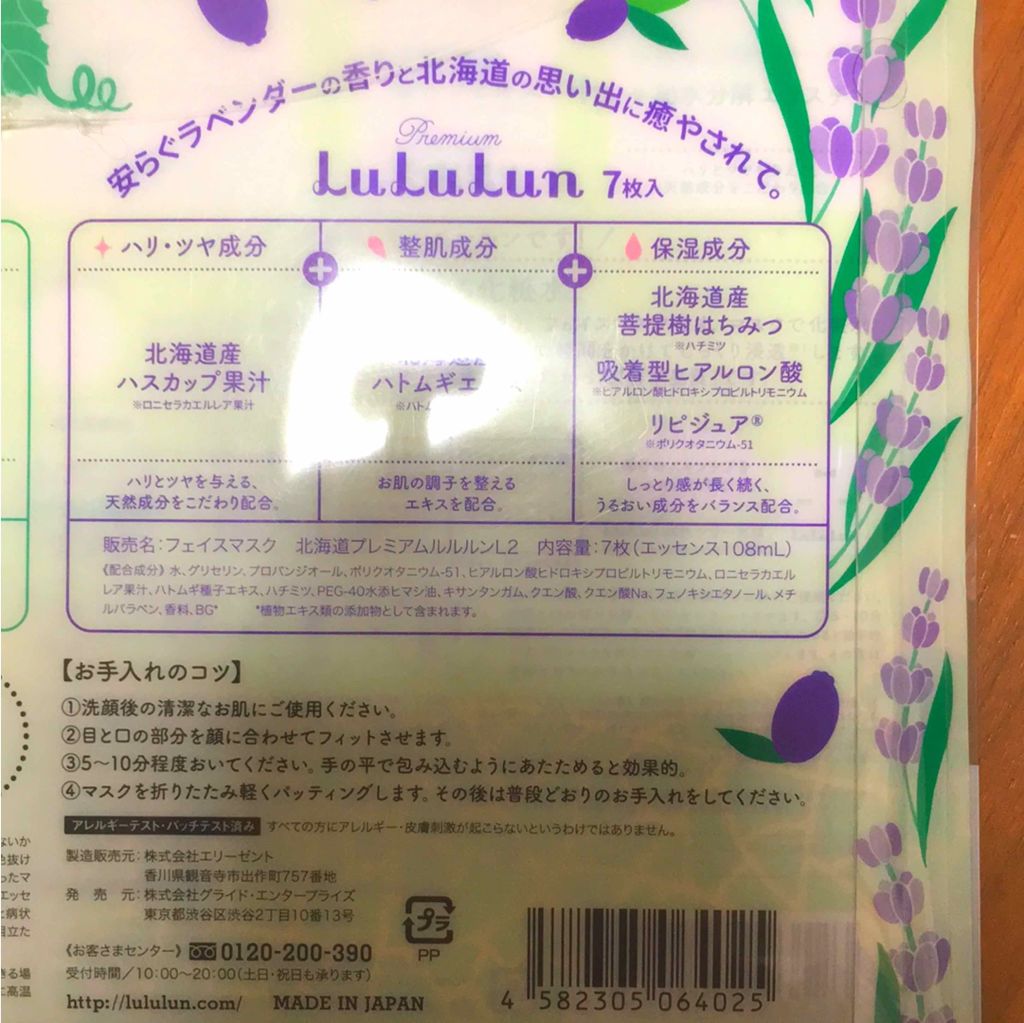 安らぐラベンダーの香りと北海道の思い出に癒やされて。
Premium
LuLuLun 7枚入
ハリ・ツヤ成分
北海道産
ハスカップ果汁
※ロニセラカエルレア果汁
ハリとツヤを与える、
天然成分をこだわり配合。
整肌成分
ハトムギエ
※ハト
お肌の調子を整える
エキスを配合。
保湿成分
北海道産
菩提樹はちみつ
※ハチミツ
吸着型ヒアルロン酸
※ヒアルロン酸ヒドロキシプロピルトリモニウム
リピジュア®
※ポリクオタニウム-51
しっとり感が長く続く、
うるおい成分をバランス配合。
販売名：フェイスマスク 北海道プレミアムルルルンL2 内容量：7枚（エッセンス108mL）
《配合成分》水、グリセリン、プロパンジオール、ポリクオタニウム-51、ヒアルロン酸ヒドロキシプロピルトリモニウム、ロニセラカエル
レア果汁、ハトムギ種子エキス、ハチミツ、PEG-40水添ヒマシ油、キサンタンガム、クエン酸、クエン酸Na、フェノキシエタノール、メチ
ルパラベン、香料、BG* *植物エキス類の添加物として含まれます。
【お手入れのコツ】
①洗顔後の清潔なお肌にご使用ください。
②目と口の部分を顔に合わせてフィットさせます。
③5〜10分程度おいてください。手の平で包み込むようにあたためると効果的。
④マスクを折りたたみ軽くパッティングします。その後は普段どおりのお手入れをしてください。
アレルギーテスト・パッチテスト済み すべての方にアレルギー・皮膚刺激が起こらないというわけではありません。
製造販売元：株式会社エリーゼント
香川県観音寺市出作町757番地
発 売 元：株式会社グライド・エンタープライズ
東京都渋谷区渋谷2丁目10番13号
《お客さまセンター》 0120-200-390
受付時間／10：00〜20：00（土日・祝日も承ります）
http://lululun.com/ MADE IN JAPAN
プラ
PP
4 582305 064025
ないか
色抜け
ったマ
エッセ
と病状
目立た
きる場
に高温